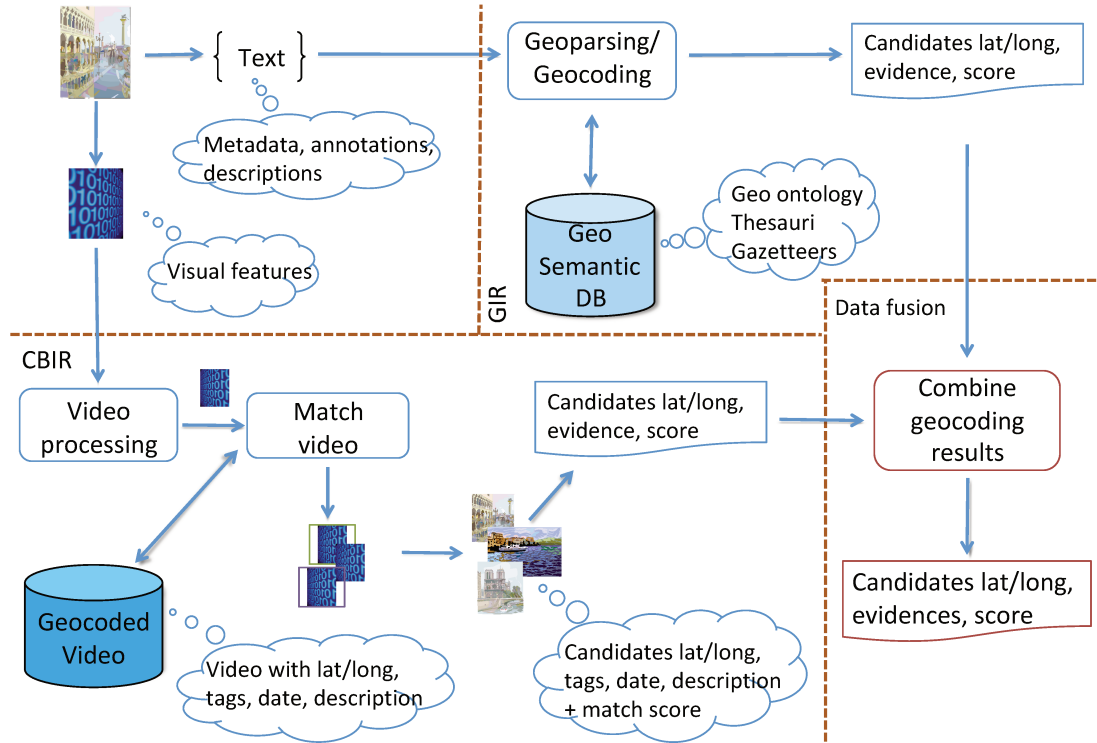 { Text }
Metadata, annotations,
descriptions
Visual features
Geoparsing/
Geocoding
Candidates lat/long,
evidence, score
Geo
Semantic
DB
Geo ontology
Thesauri
Gazetteers
GIR
Data fusion
CBIR
Video
processing
Match
video
Candidates lat/long,
evidence, score
Combine
geocoding
results
Geocoded
Video
Video with lat/long,
tags, date, description
Candidates lat/long,
tags, date, description
+ match score
Candidates lat/long,
evidences, score